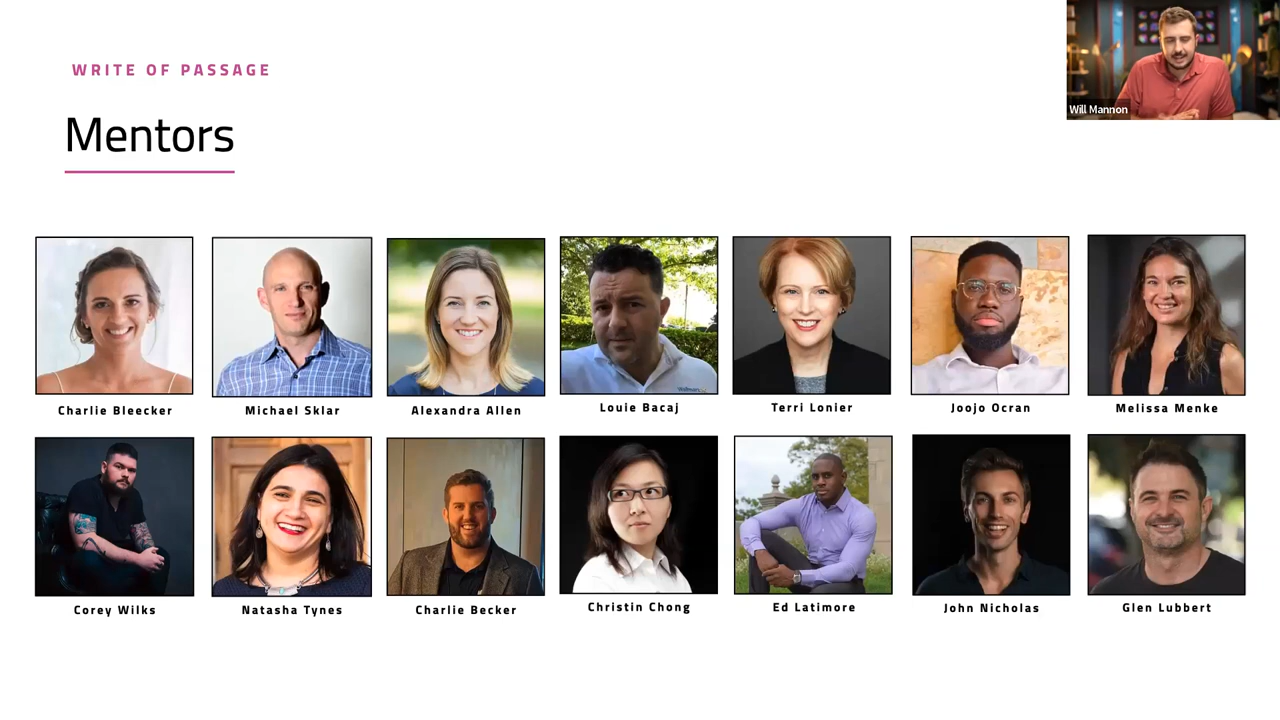 WRITE OF PASSAGE
Will Mannon
Mentors
Charlie Bleecker
Michael Sklar
Alexandra Allen
Louie Bacaj
Terri Lonier
Joojo Ocran
Melissa Menke
Corey Wilks
Natasha Tynes
Charlie Becker
Christin Chong
Ed Latimore
John Nicholas
Glen Lubbert